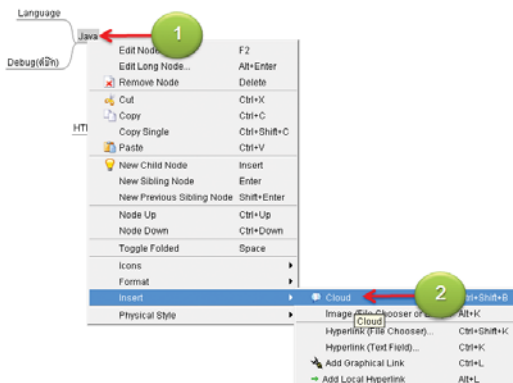 Language
Java
1
Debug(ดีบัก)
Edit Node
F2
Edit Long Node...
Alt+Enter
Remove Node
Delete
Cut
Ctrl+X
Copy
Ctrl+C
HT
Copy Single
Ctrl+Shift+C
Paste
Ctrl+V
New Child Node
Insert
New Sibling Node
Enter
New Previous Sibling Node
Shift+Enter
Node Up
Ctrl+Up
Node Down
Ctrl+Down
Toggle Folded
Space
Icons
Format
Insert
Cloud
2
Ctrl+Shift+B
Physical Style
Image (File Chooser or
Alt+K
Cloud
Hyperlink (File Chooser)...
Ctrl+Shift+K
Hyperlink (Text Field)...
Ctrl+K
Add Graphical Link
Ctrl+L
Add Local Hyperlink
Alt+L